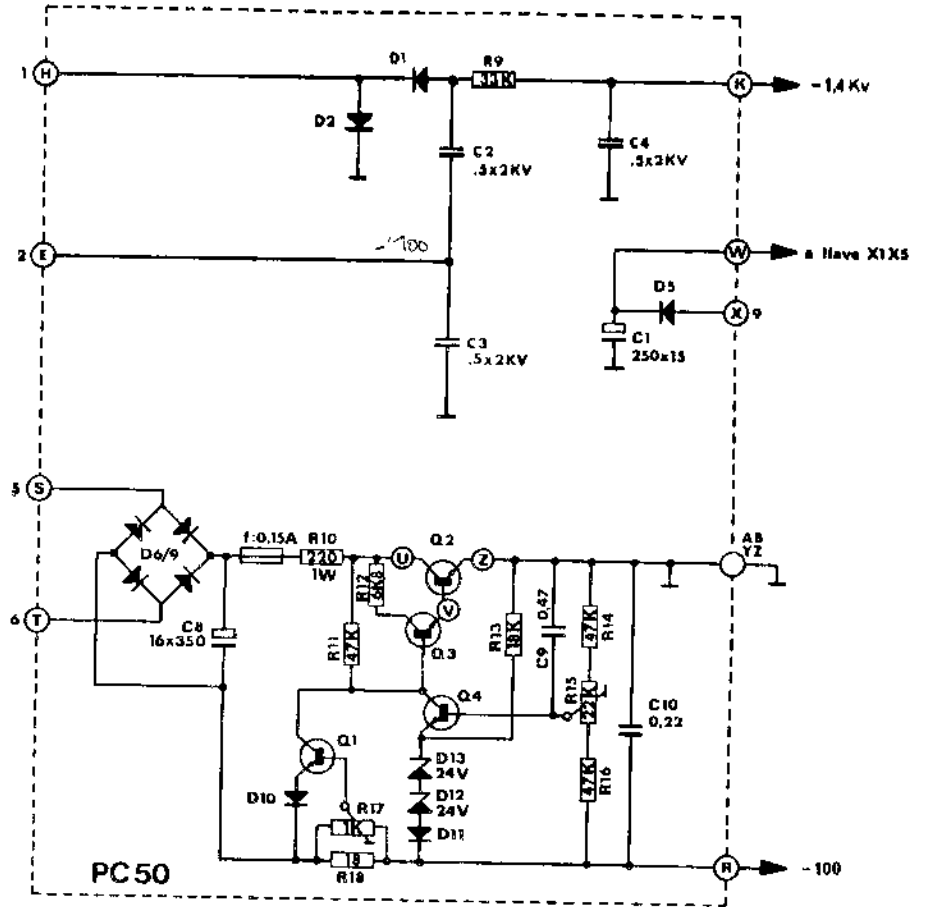 D1
R9
33K
1 H
K
-1,4Kv
D2
C2
.5x2KV
C4
.5x2KV
2 E
-100
W
a llave X1X5
D5
X 9
C3
.5x2KV
C1
250x15
5 S
D6/9
f:0,15A
R10
220
1W
U
Q2
Z
AB
YZ
R12
6K8
V
Q3
R13
18K
0,47
C9
47K
R14
6 T
C8
16x350
R11
47K
Q4
R15
22K
C10
0,22
Q1
D13
24V
D12
24V
47K
R16
D10
R17
1K
D11
18
R18
PC50
R
-100